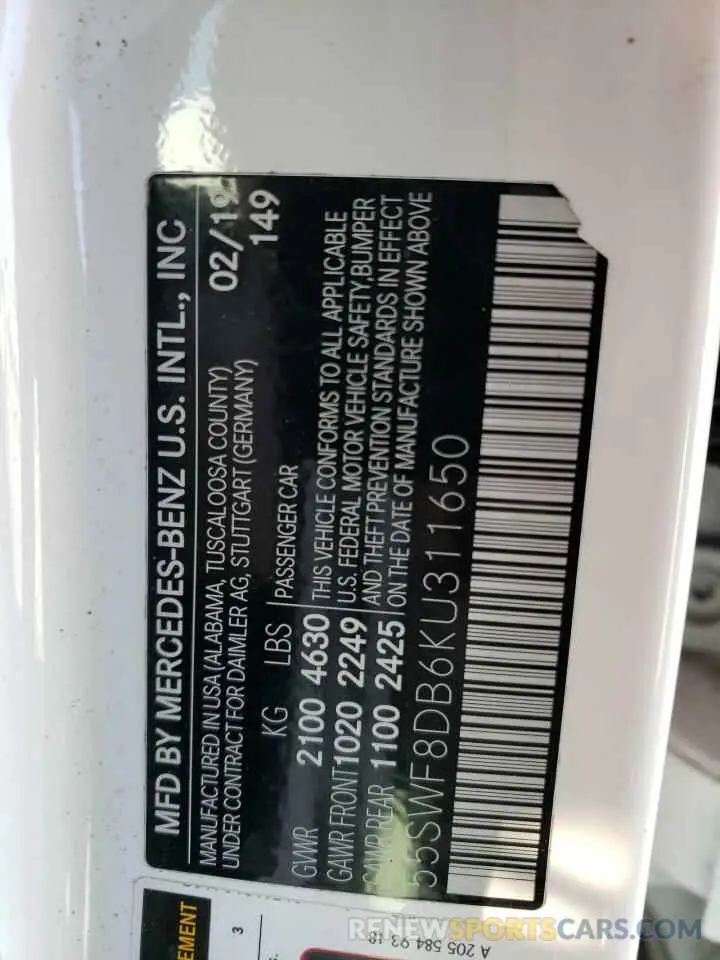 MFD BY MERCEDES-BENZ U.S. INTL., INC
MANUFACTURED IN USA (ALABAMA, TUSCALOOSA COUNTY)
UNDER CONTRACT FOR DAIMLER AG, STUTTGART (GERMANY)
02/19
149
KG LBS PASSENGER CAR
GVWR 2100 4630
GAWR FRONT 1020 2249
GAWR REAR 1100 2425
THIS VEHICLE CONFORMS TO ALL APPLICABLE
U.S. FEDERAL MOTOR VEHICLE SAFETY, BUMPER
AND THEFT PREVENTION STANDARDS IN EFFECT
ON THE DATE OF MANUFACTURE SHOWN ABOVE
55SWF8DB6KU311650
EMENT
3
A 205 584 93 18
RENEWSPORTSCARS.COM